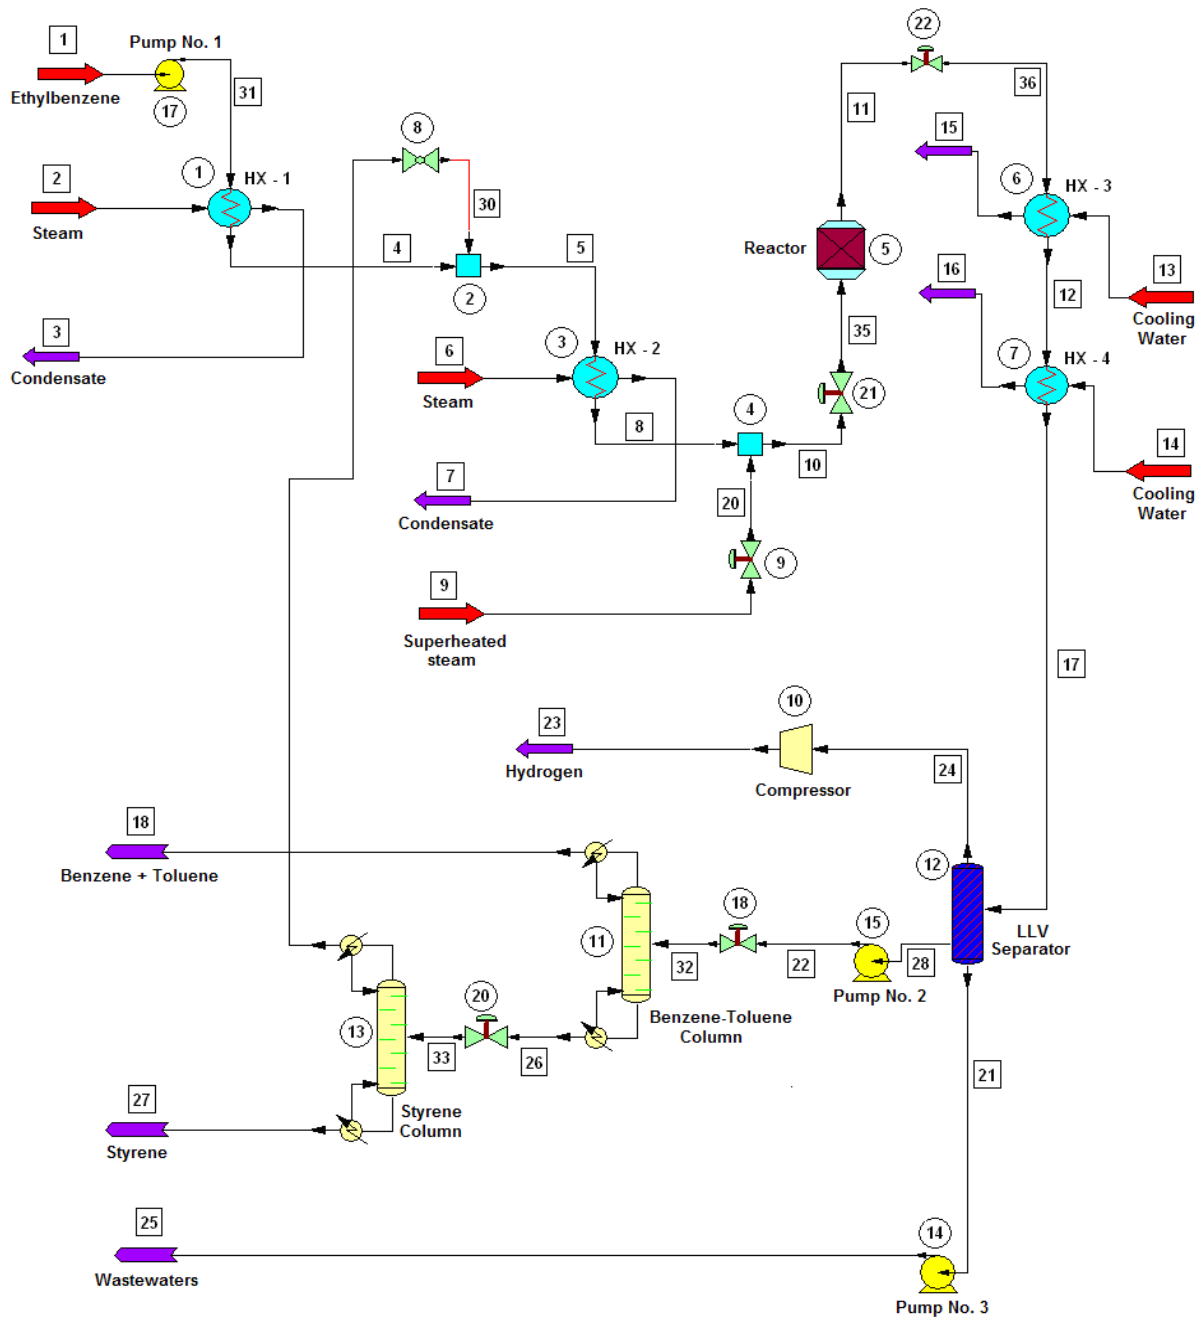 1
Pump No. 1
Ethylbenzene
31
17
2
Steam
1
HX - 1
3
Condensate
8
30
4
5
2
3
HX - 2
6
Steam
8
7
Condensate
4
10
20
9
9
Superheated
steam
22
11
36
15
6
HX - 3
Reactor
5
16
12
13
Cooling
Water
35
7
HX - 4
21
14
Cooling
Water
17
10
23
Hydrogen
Compressor
24
18
Benzene + Toluene
12
LLV
Separator
18
15
11
32
22
28
Pump No. 2
Benzene-Toluene
Column
20
13
33
26
21
27
Styrene
Styrene
Column
25
Wastewaters
14
Pump No. 3